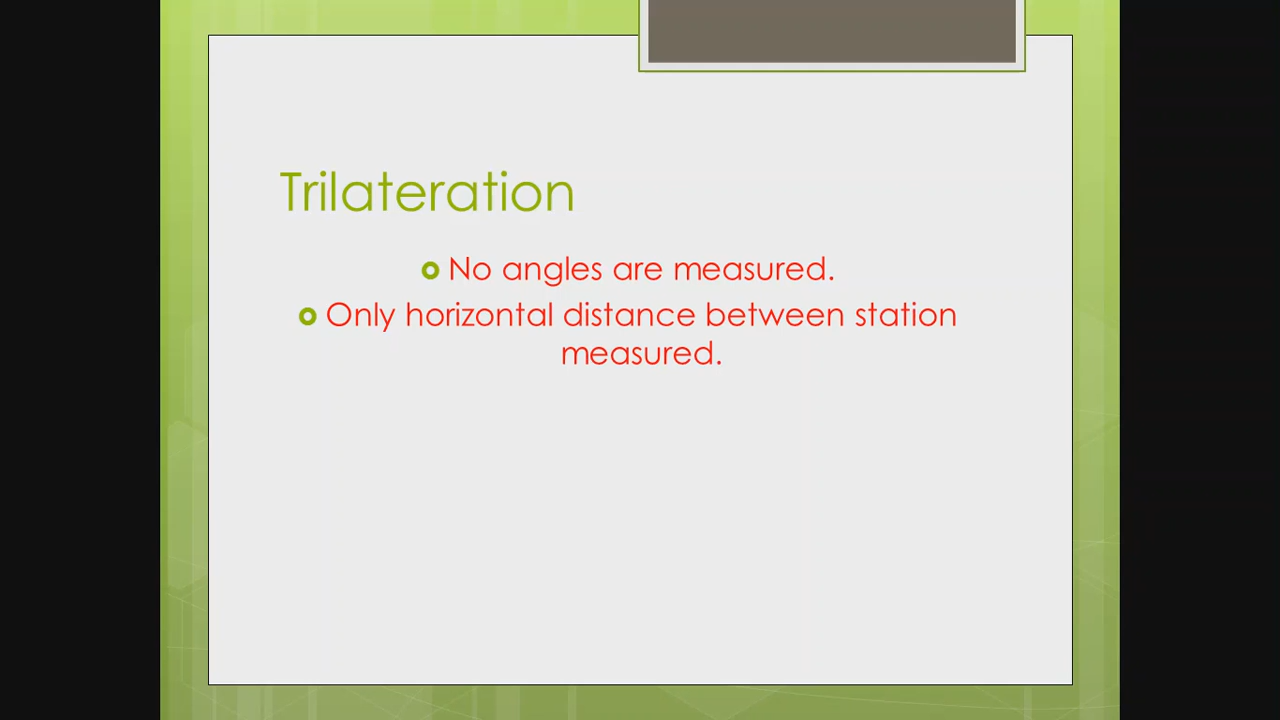 Trilateration
No angles are measured.
Only horizontal distance between station
measured.